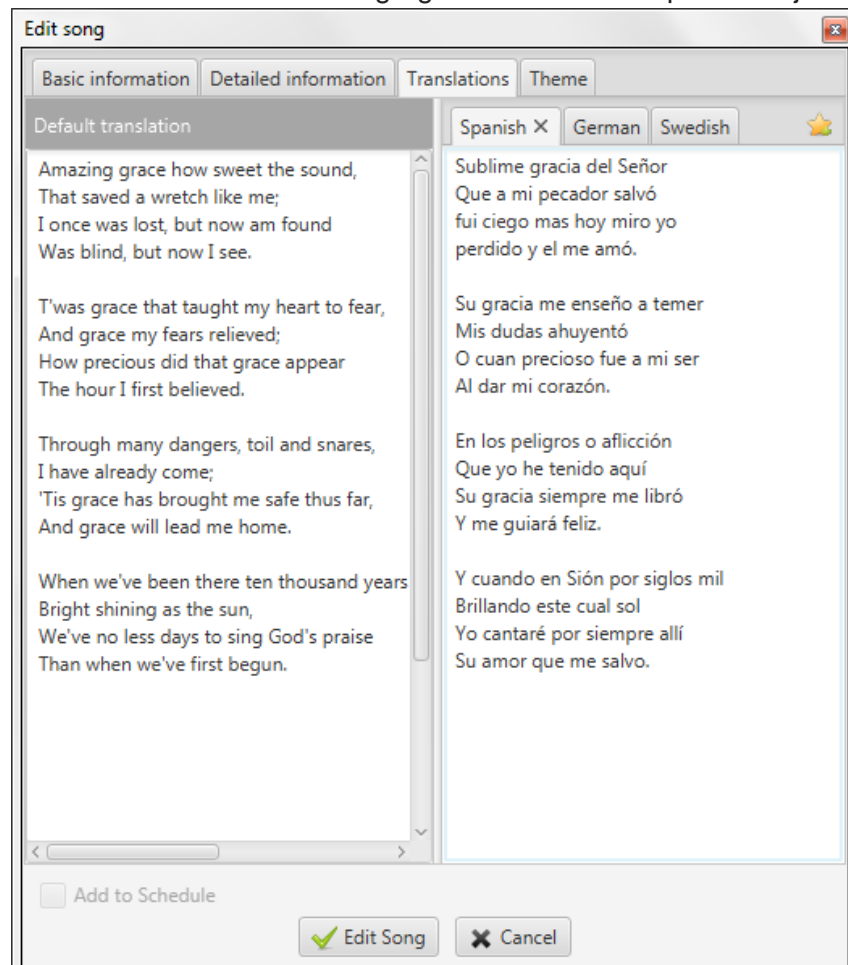 Edit song
Basic information Detailed information Translations Theme
Default translation
Spanish German Swedish
Amazing grace how sweet the sound,
That saved a wretch like me;
I once was lost, but now am found
Was blind, but now I see.
T'was grace that taught my heart to fear,
And grace my fears relieved;
How precious did that grace appear
The hour I first believed.
Through many dangers, toil and snares,
I have already come;
'Tis grace has brought me safe thus far,
And grace will lead me home.
When we've been there ten thousand years
Bright shining as the sun,
We've no less days to sing God's praise
Than when we've first begun.
Sublime gracia del Señor
Que a mi pecador salvó
fui ciego mas hoy miro yo
perdido y el me amó.
Su gracia me enseño a temer
Mis dudas ahuyentó
O cuan precioso fue a mi ser
Al dar mi corazón.
En los peligros o aflicción
Que yo he tenido aquí
Su gracia siempre me libró
Y me guiará feliz.
Y cuando en Sión por siglos mil
Brillando este cual sol
Yo cantaré por siempre allí
Su amor que me salvo.
Add to Schedule
Edit Song Cancel